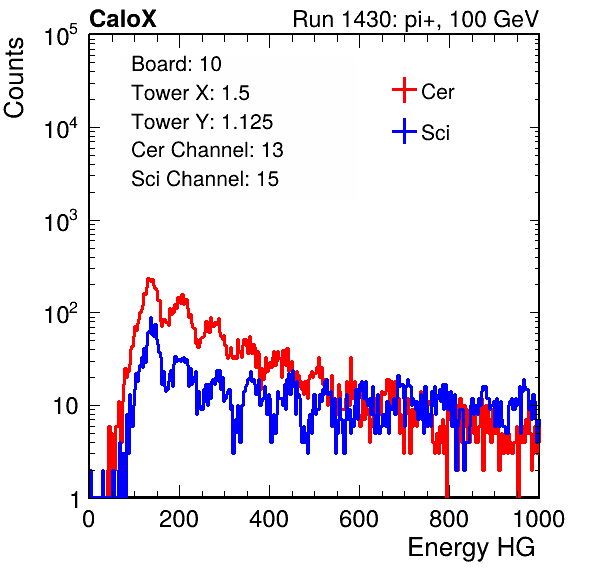 CaloX Run 1430: pi+, 100 GeV
Board: 10
Tower X: 1.5
Tower Y: 1.125
Cer Channel: 13
Sci Channel: 15
Cer
Sci
Counts
10^5
10^4
10^3
10^2
10
1
0 200 400 600 800 1000
Energy HG